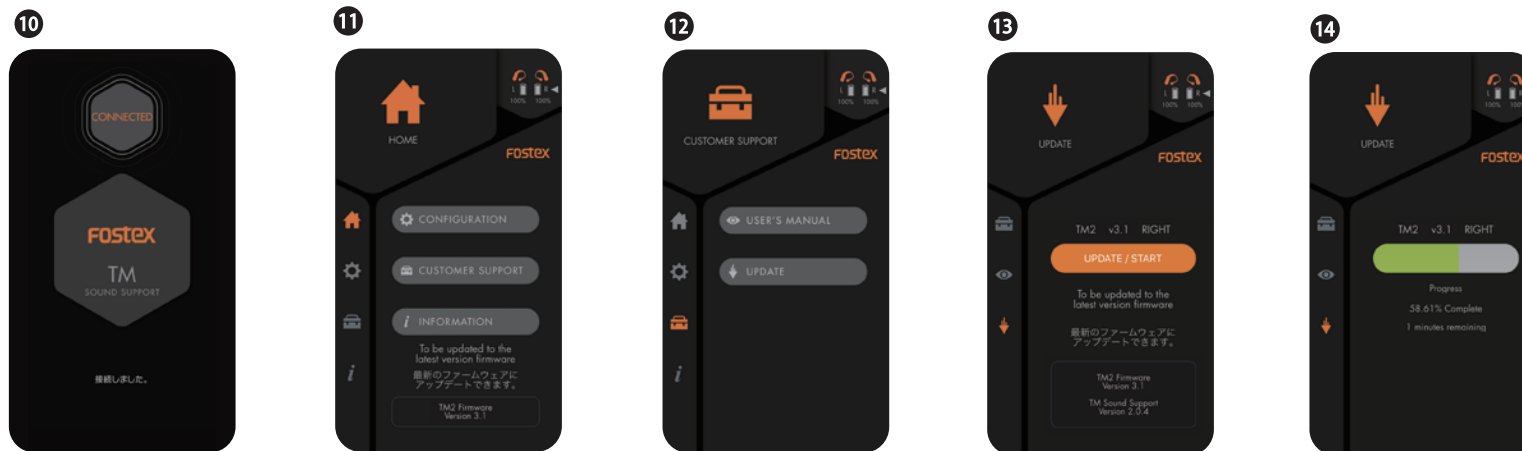 10
CONNECTED
FOSTEX
TM
SOUND SUPPORT
接続しました。
11
HOME
L R
100% 100%
FOSTEX
CONFIGURATION
CUSTOMER SUPPORT
i INFORMATION
i
To be updated to the
latest version firmware
最新のファームウェアに
アップデートできます。
TM2 Firmware
Version 3.1
12
CUSTOMER SUPPORT
L R
100% 100%
FOSTEX
USER'S MANUAL
UPDATE
i
13
UPDATE
L R
100% 100%
FOSTEX
TM2 v3.1 RIGHT
UPDATE / START
To be updated to the
latest version firmware
最新のファームウェアに
アップデートできます。
TM2 Firmware
Version 3.1
TM Sound Support
Version 2.0.4
14
UPDATE
L R
100% 100%
FOSTEX
TM2 v3.1 RIGHT
Progress
58.61% Complete
1 minutes remaining